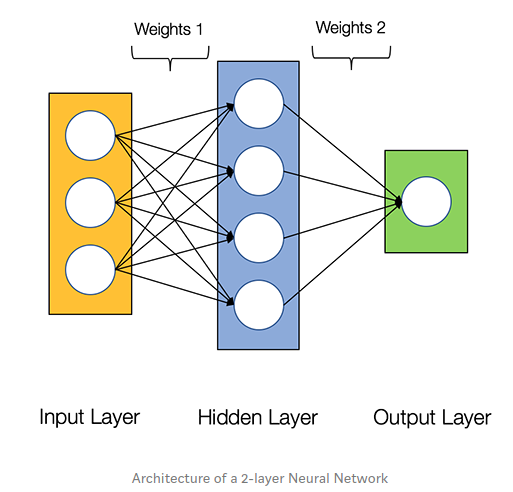 Weights 1
Weights 2
Input Layer
Hidden Layer
Output Layer
Architecture of a 2-layer Neural Network